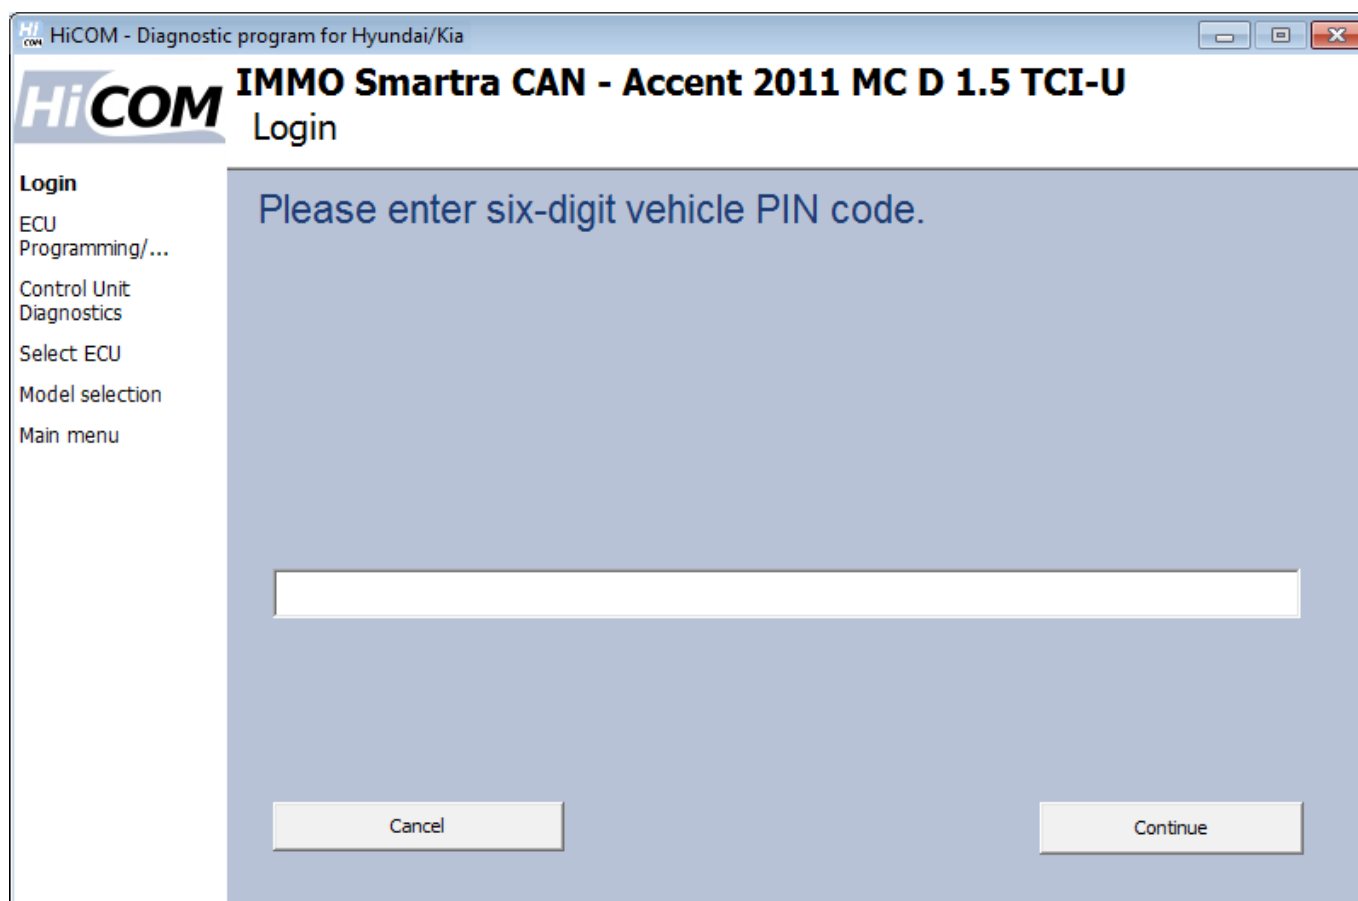 HiCOM - Diagnostic program for Hyundai/Kia
HiCOM
IMMO Smartra CAN - Accent 2011 MC D 1.5 TCI-U
Login
Login
ECU
Programming/...
Control Unit
Diagnostics
Select ECU
Model selection
Main menu
Please enter six-digit vehicle PIN code.
Cancel
Continue